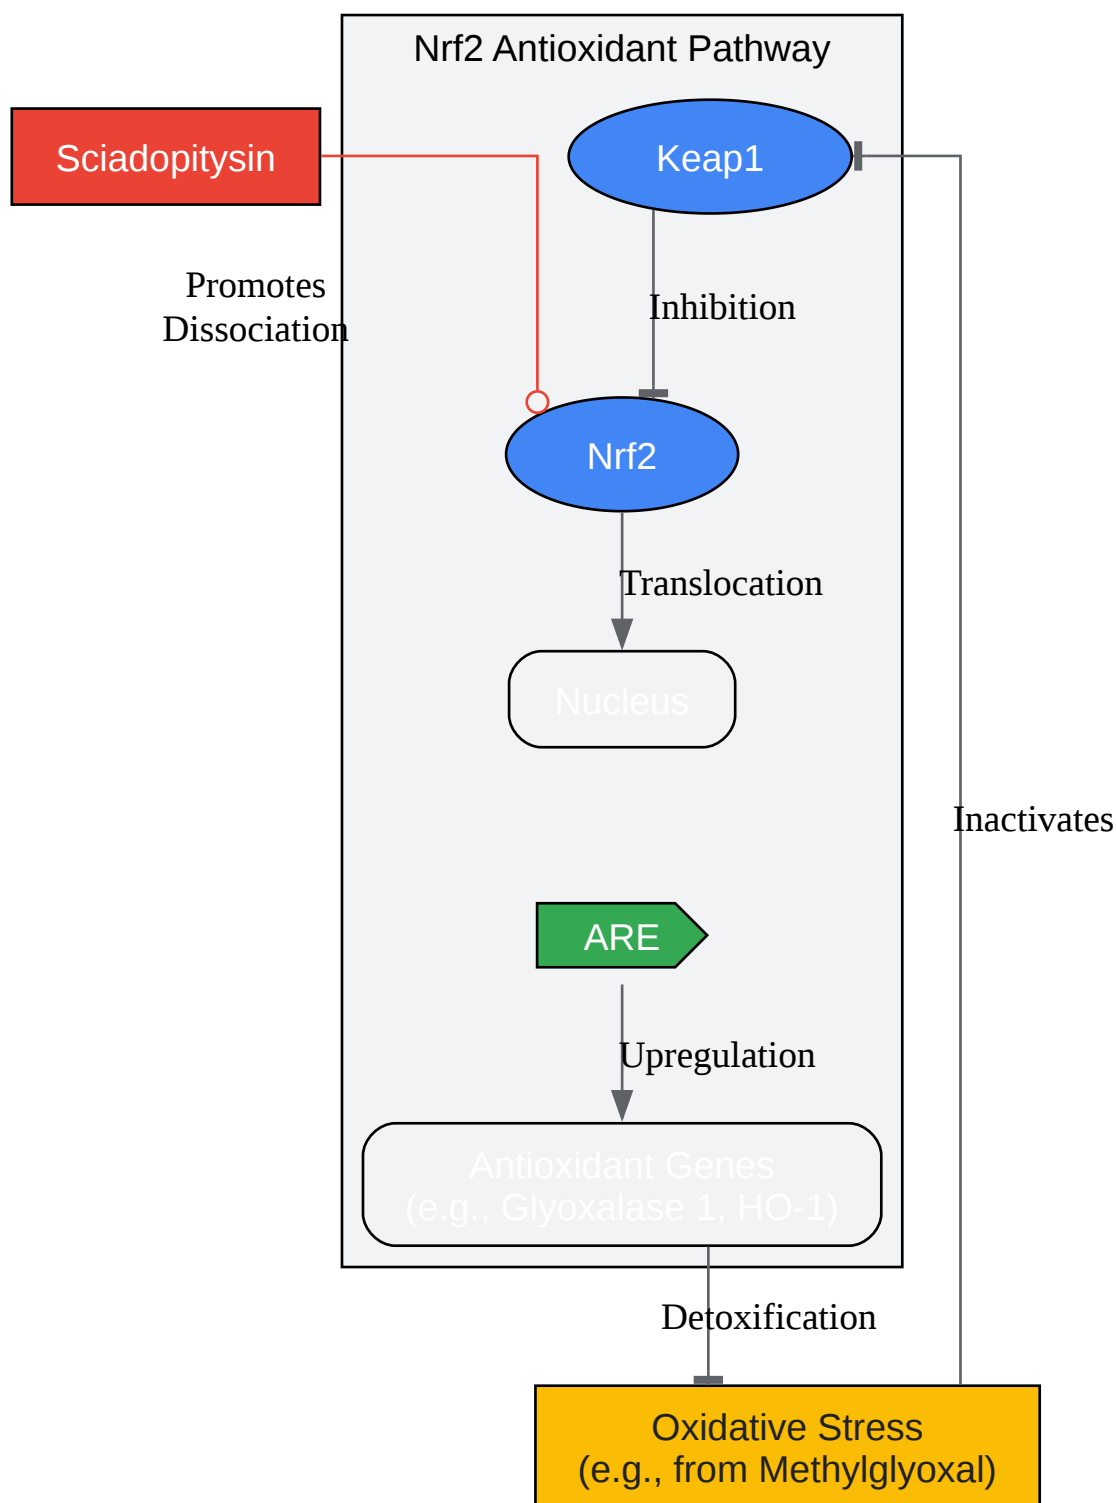 Nrf2 Antioxidant Pathway
Sciadopitysin
Keap1
Promotes
Dissociation
Inhibition
Nrf2
Translocation
Nucleus
Inactivates
ARE
Upregulation
Antioxidant Genes
(e.g., Glyoxalase 1, HO-1)
Detoxification
Oxidative Stress
(e.g., from Methylglyoxal)